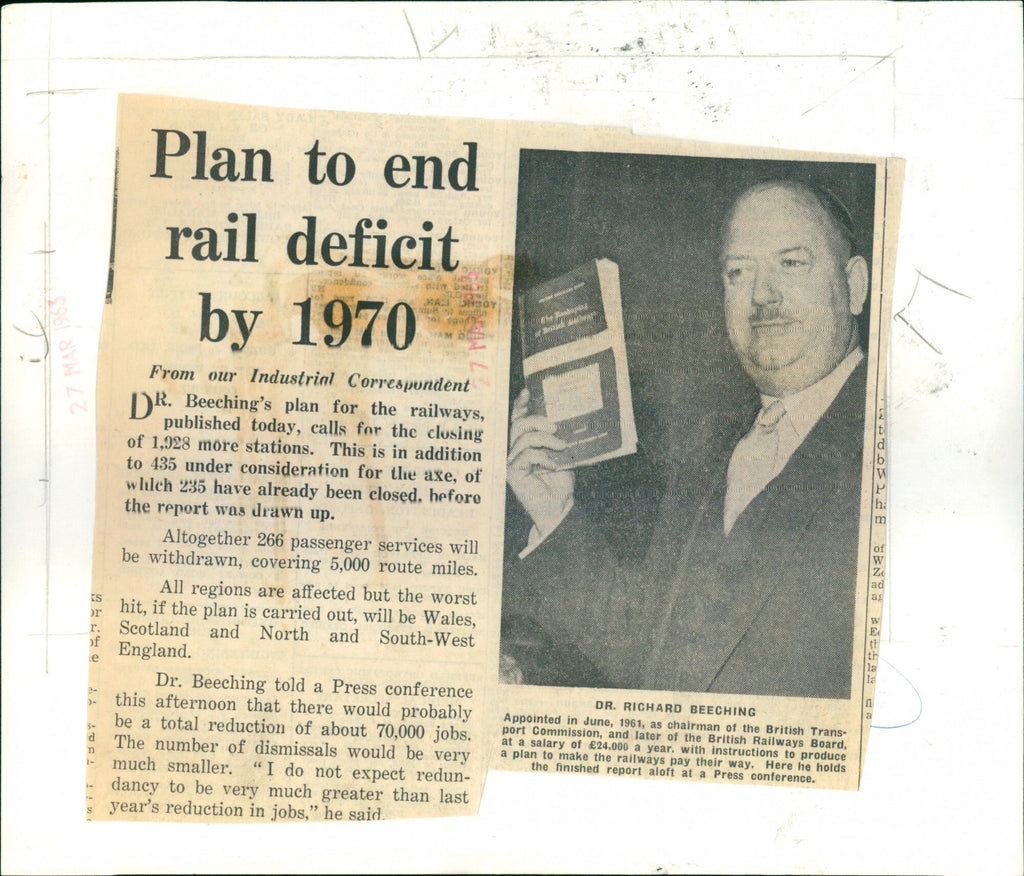 Plan to end
rail deficit
by 1970
From our Industrial Correspondent
DR. Beeching's plan for the railways,
published today, calls for the closing
of 1,928 more stations. This is in addition
to 435 under consideration for the axe, of
which 235 have already been closed, before
the report was drawn up.
Altogether 266 passenger services will
be withdrawn, covering 5,000 route miles.
All regions are affected but the worst
hit, if the plan is carried out, will be Wales,
Scotland and North and South-West
England.
Dr. Beeching told a Press conference
this afternoon that there would probably
be a total reduction of about 70,000 jobs.
The number of dismissals would be very
much smaller. "I do not expect redun-
dancy to be very much greater than last
year's reduction in jobs," he said.
27 MAR 1963
27 MAR 1963
The Reshaping
of British Railways
DR. RICHARD BEECHING
Appointed in June, 1961, as chairman of the British Trans-
port Commission, and later of the British Railways Board,
at a salary of £24,000 a year, with instructions to produce
a plan to make the railways pay their way. Here he holds
the finished report aloft at a Press conference.